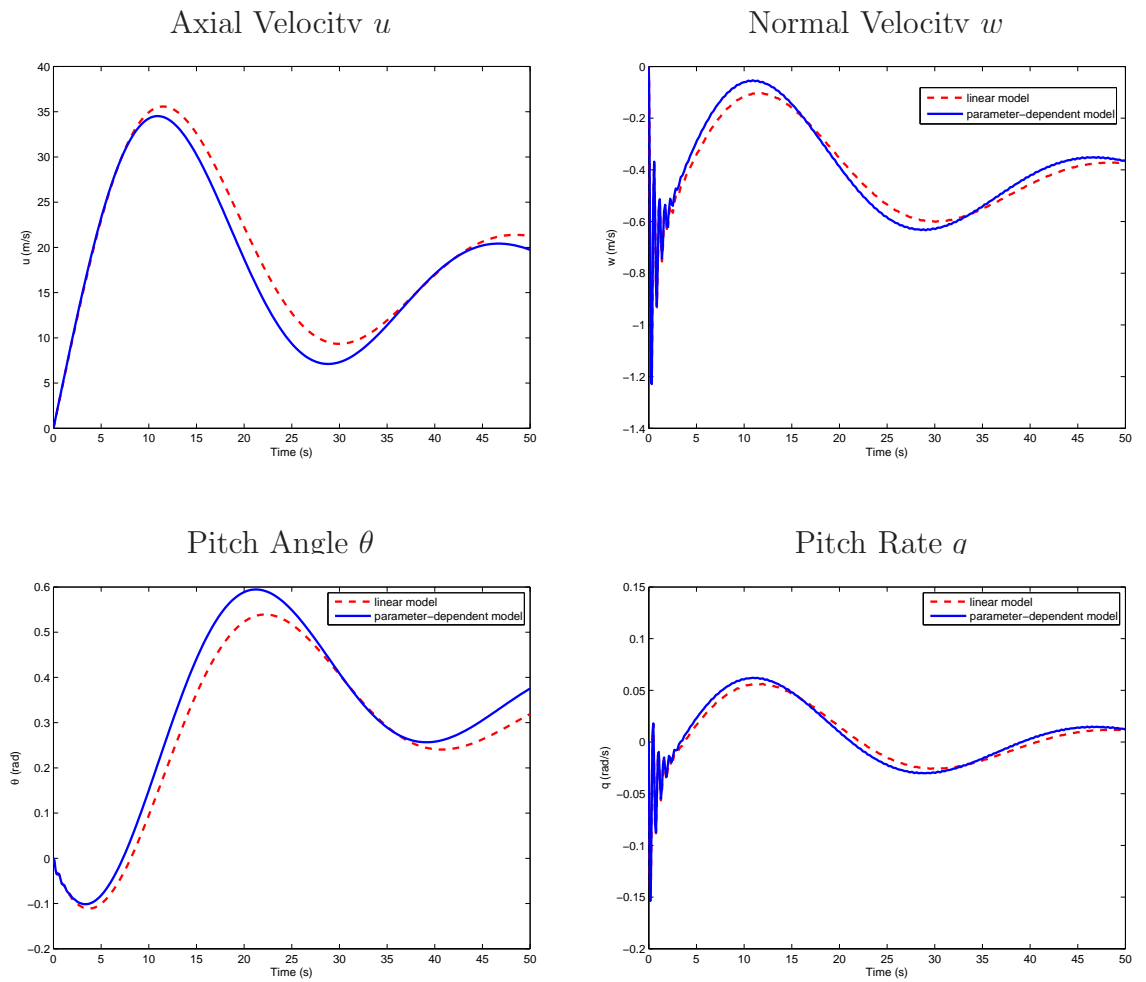 Axial Velocity u
Normal Velocity w
40
35
30
25
20
15
10
5
0
u (m/s)
0 5 10 15 20 25 30 35 40 45 50
Time (s)
0
−0.2
−0.4
−0.6
−0.8
−1
−1.2
−1.4
w (m/s)
linear model
parameter−dependent model
0 5 10 15 20 25 30 35 40 45 50
Time (s)
Pitch Angle θ
Pitch Rate q
0.6
0.5
0.4
0.3
0.2
0.1
0
−0.1
−0.2
θ (rad)
linear model
parameter−dependent model
0 5 10 15 20 25 30 35 40 45 50
Time (s)
0.15
0.1
0.05
0
−0.05
−0.1
−0.15
−0.2
q (rad/s)
linear model
parameter−dependent model
0 5 10 15 20 25 30 35 40 45 50
Time (s)